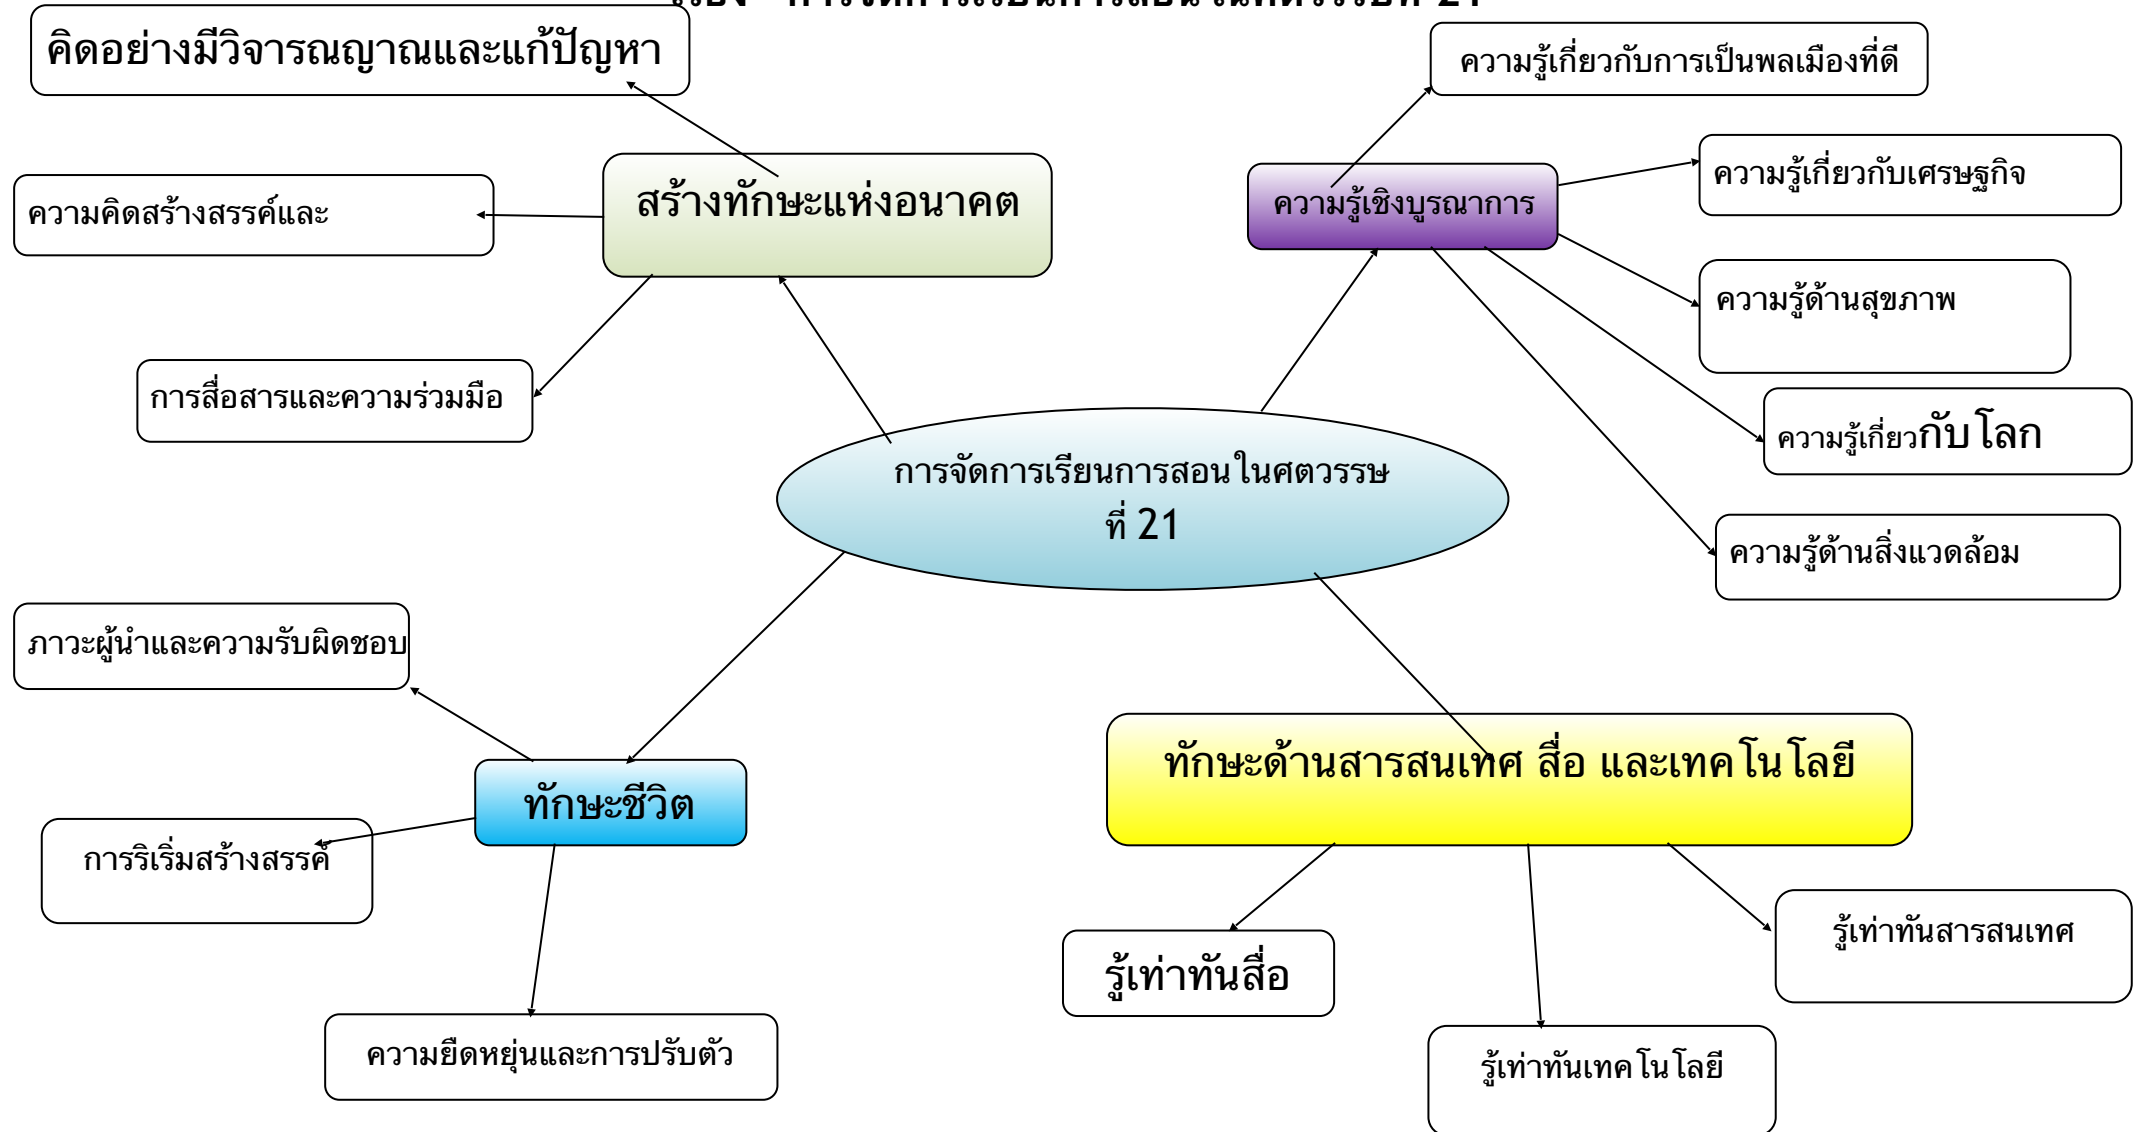 คิดอย่างมีวิจารณญาณและแก้ปัญหา
ความคิดสร้างสรรค์และ
การสื่อสารและความร่วมมือ
สร้างทักษะแห่งอนาคต
ความรู้เชิงบูรณาการ
ความรู้เกี่ยวกับการเป็นพลเมืองที่ดี
ความรู้เกี่ยวกับเศรษฐกิจ
ความรู้ด้านสุขภาพ
ความรู้เกี่ยวกับโลก
ความรู้ด้านสิ่งแวดล้อม
การจัดการเรียนการสอนในศตวรรษ
ที่ 21
ภาวะผู้นำและความรับผิดชอบ
ทักษะชีวิต
การริเริ่มสร้างสรรค์
ความยืดหยุ่นและการปรับตัว
ทักษะด้านสารสนเทศ สื่อ และเทคโนโลยี
รู้เท่าทันสื่อ
รู้เท่าทันเทคโนโลยี
รู้เท่าทันสารสนเทศ